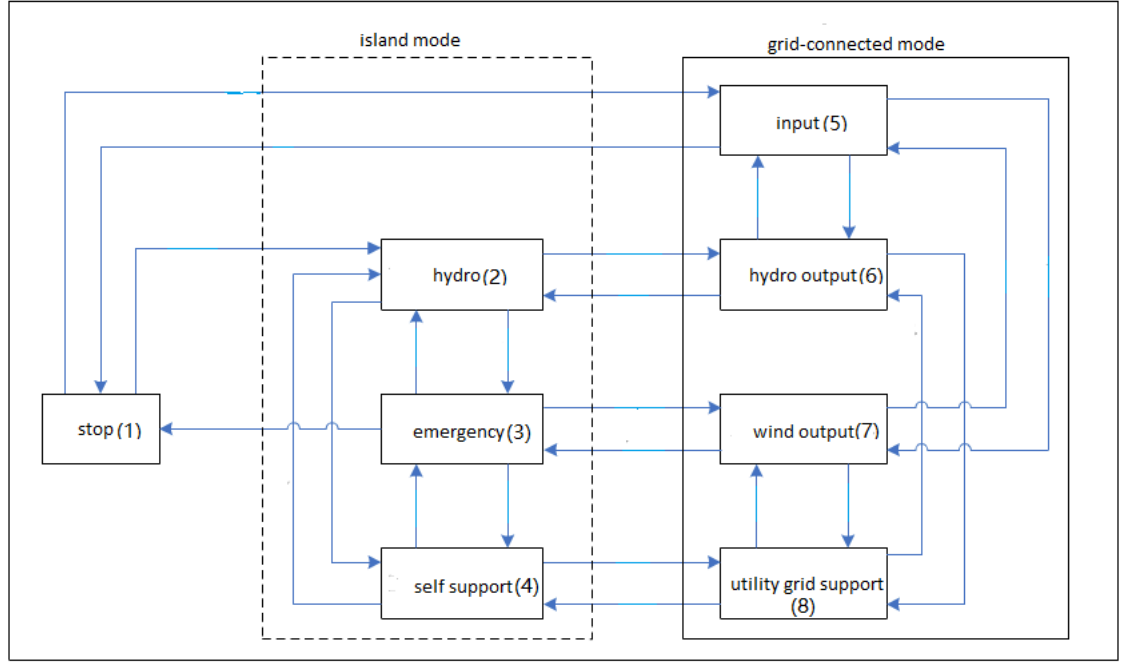 island mode
grid-connected mode
input (5)
hydro (2)
hydro output (6)
stop (1)
emergency (3)
wind output (7)
self support (4)
utility grid support
(8)